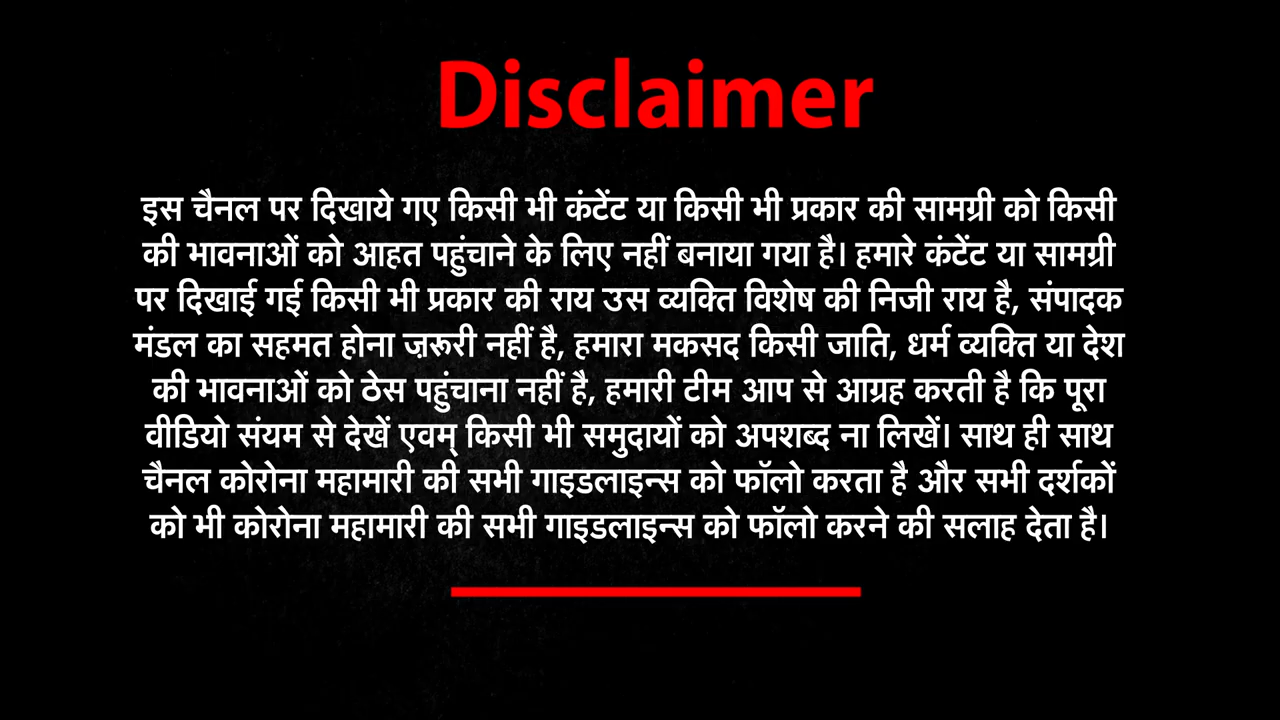 Disclaimer
इस चैनल पर दिखाये गए किसी भी कंटेंट या किसी भी प्रकार की सामग्री को किसी
की भावनाओं को आहत पहुंचाने के लिए नहीं बनाया गया है। हमारे कंटेंट या सामग्री
पर दिखाई गई किसी भी प्रकार की राय उस व्यक्ति विशेष की निजी राय है, संपादक
मंडल का सहमत होना ज़रूरी नहीं है, हमारा मकसद किसी जाति, धर्म व्यक्ति या देश
की भावनाओं को ठेस पहुंचाना नहीं है, हमारी टीम आप से आग्रह करती है कि पूरा
वीडियो संयम से देखें एवम् किसी भी समुदायों को अपशब्द ना लिखें। साथ ही साथ
चैनल कोरोना महामारी की सभी गाइडलाइन्स को फॉलो करता है और सभी दर्शकों
को भी कोरोना महामारी की सभी गाइडलाइन्स को फॉलो करने की सलाह देता है।